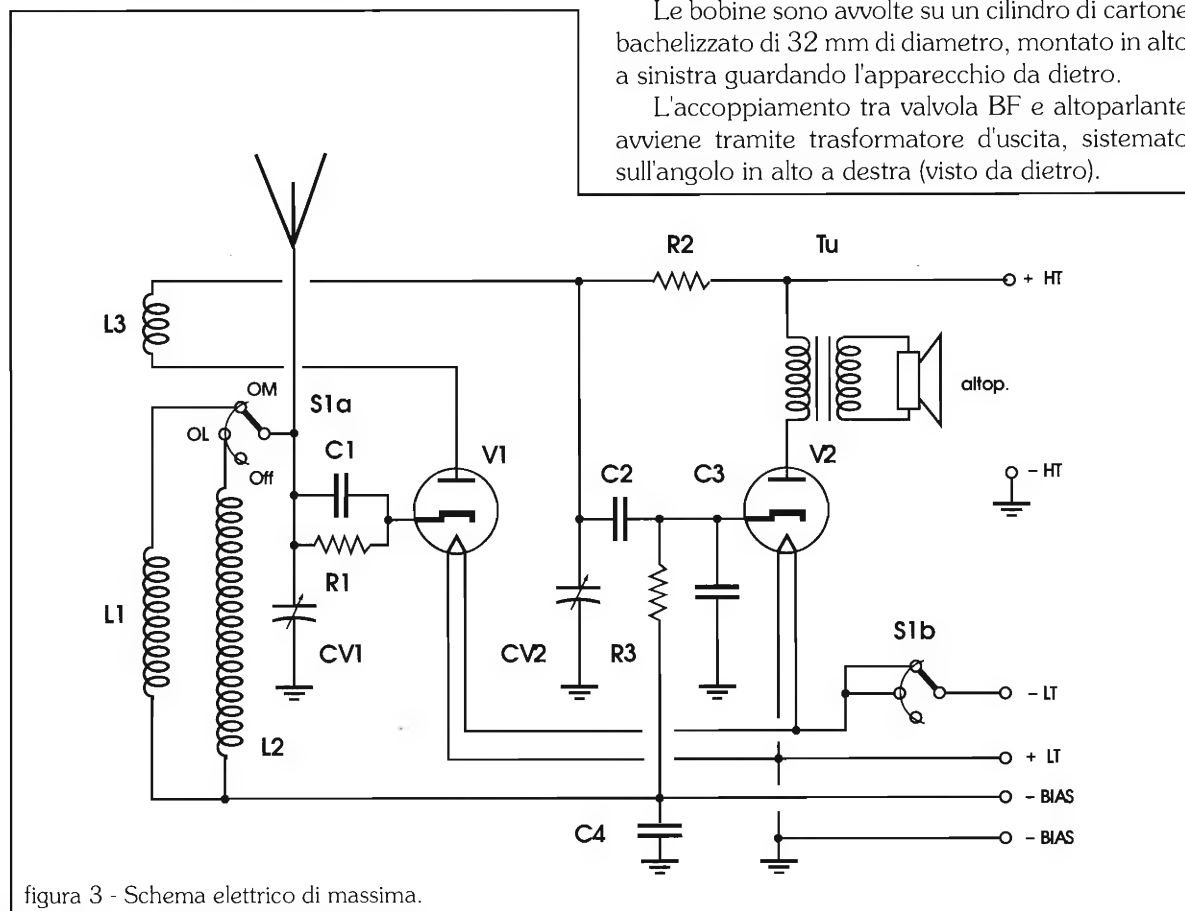 Le bobine sono avvolte su un cilindro di cartone
bachelizzato di 32 mm di diametro, montato in alto
a sinistra guardando l'apparecchio da dietro.
L'accoppiamento tra valvola BF e altoparlante
avviene tramite trasformatore d'uscita, sistemato
sull'angolo in alto a destra (visto da dietro).
R2
Tu
+ HT
L3
altop.
OM
S1a
OL
C1
V1
Off
C2
C3
V2
- HT
R1
L1
CV1
CV2
R3
S1b
- LT
L2
+ LT
- BIAS
C4
- BIAS
figura 3 - Schema elettrico di massima.